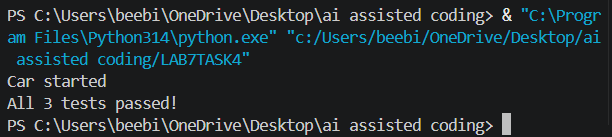 PS C:\Users\beebi\OneDrive\Desktop\ai assisted coding> & "C:\Progr
am Files\Python314\python.exe" "c:/Users/beebi/OneDrive/Desktop/ai
 assisted coding/LAB7TASK4"
Car started
All 3 tests passed!
PS C:\Users\beebi\OneDrive\Desktop\ai assisted coding>